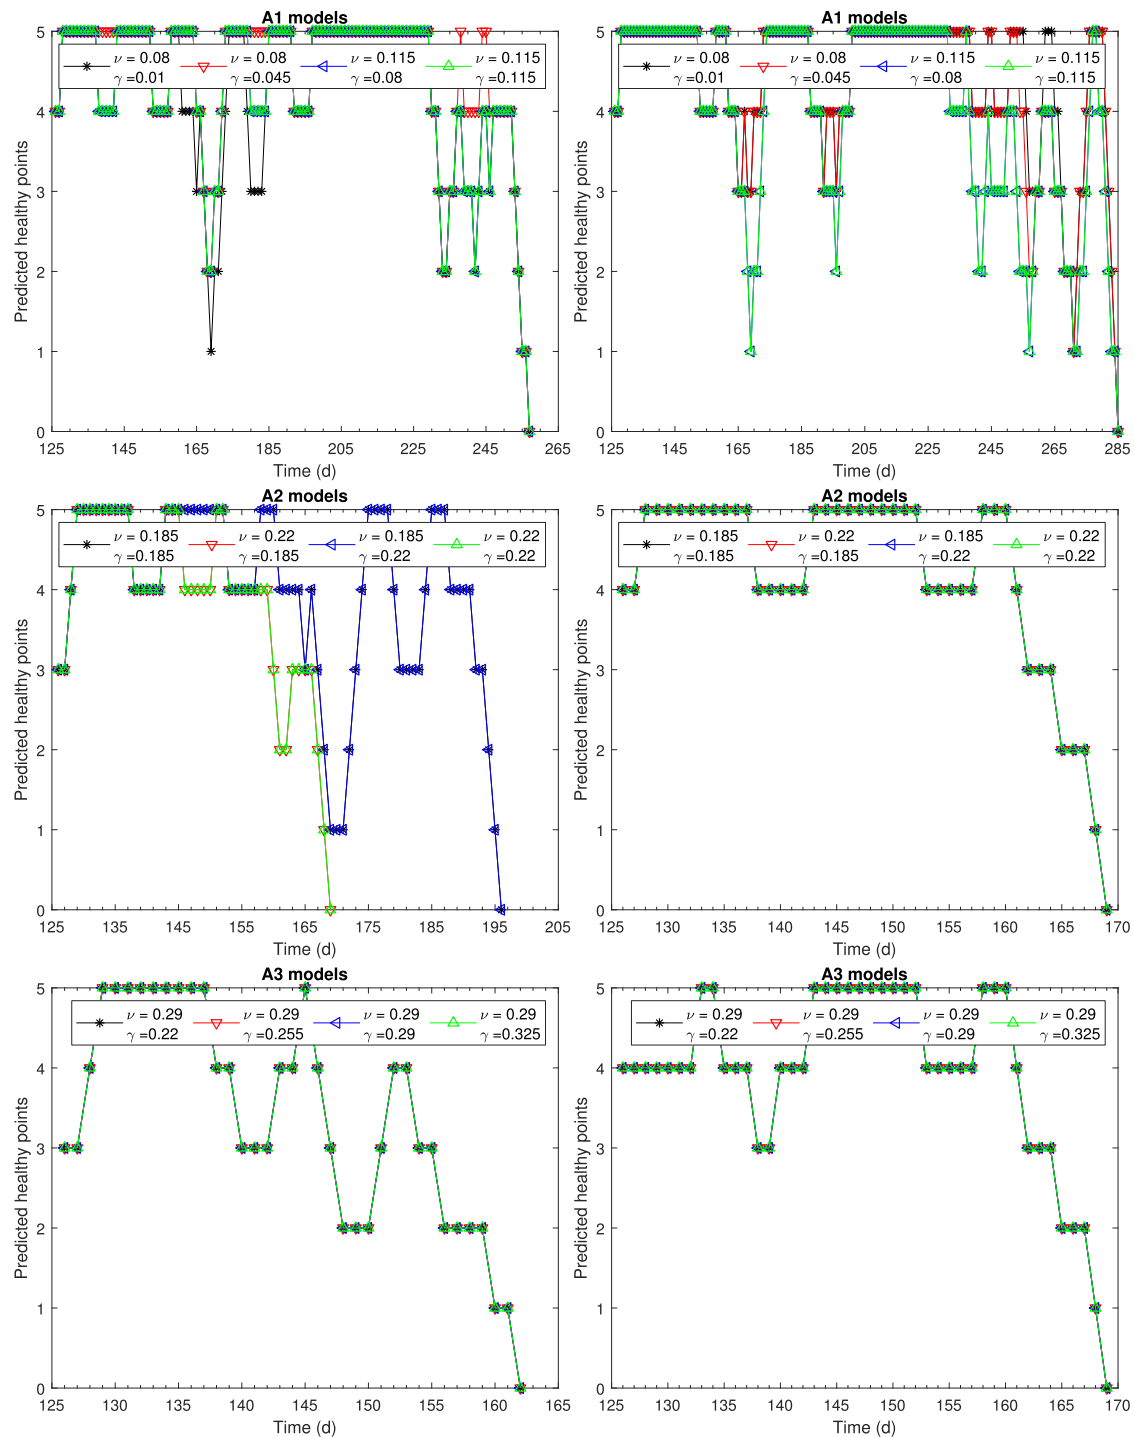 A1 models
5
4
3
2
1
0
Predicted healthy points
ν = 0.08
γ =0.01
ν = 0.08
γ =0.045
ν = 0.115
γ =0.08
ν = 0.115
γ =0.115
125 145 165 185 205 225 245 265
Time (d)
A1 models
5
4
3
2
1
0
Predicted healthy points
ν = 0.08
γ =0.01
ν = 0.08
γ =0.045
ν = 0.115
γ =0.08
ν = 0.115
γ =0.115
125 145 165 185 205 225 245 265 285
Time (d)
A2 models
5
4
3
2
1
0
Predicted healthy points
ν = 0.185
γ =0.185
ν = 0.22
γ =0.185
ν = 0.185
γ =0.22
ν = 0.22
γ =0.22
125 135 145 155 165 175 185 195 205
Time (d)
A2 models
5
4
3
2
1
0
Predicted healthy points
ν = 0.185
γ =0.185
ν = 0.22
γ =0.185
ν = 0.185
γ =0.22
ν = 0.22
γ =0.22
125 130 135 140 145 150 155 160 165 170
Time (d)
A3 models
5
4
3
2
1
0
Predicted healthy points
ν = 0.29
γ =0.22
ν = 0.29
γ =0.255
ν = 0.29
γ =0.29
ν = 0.29
γ =0.325
125 130 135 140 145 150 155 160 165
Time (d)
A3 models
5
4
3
2
1
0
Predicted healthy points
ν = 0.29
γ =0.22
ν = 0.29
γ =0.255
ν = 0.29
γ =0.29
ν = 0.29
γ =0.325
125 130 135 140 145 150 155 160 165 170
Time (d)